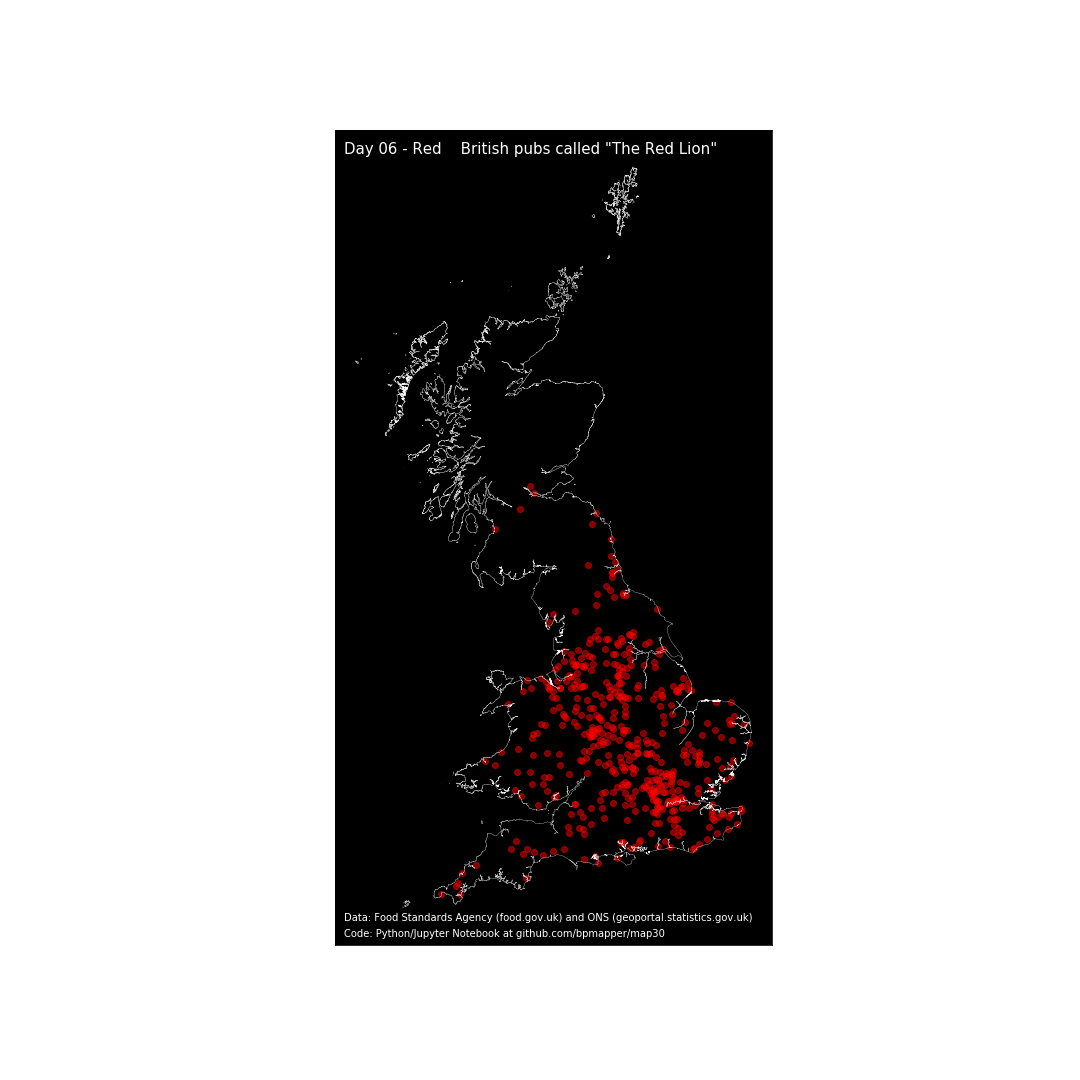 Day 06 - Red    British pubs called "The Red Lion"
Data: Food Standards Agency (food.gov.uk) and ONS (geoportal.statistics.gov.uk)
Code: Python/Jupyter Notebook at github.com/bpmapper/map30